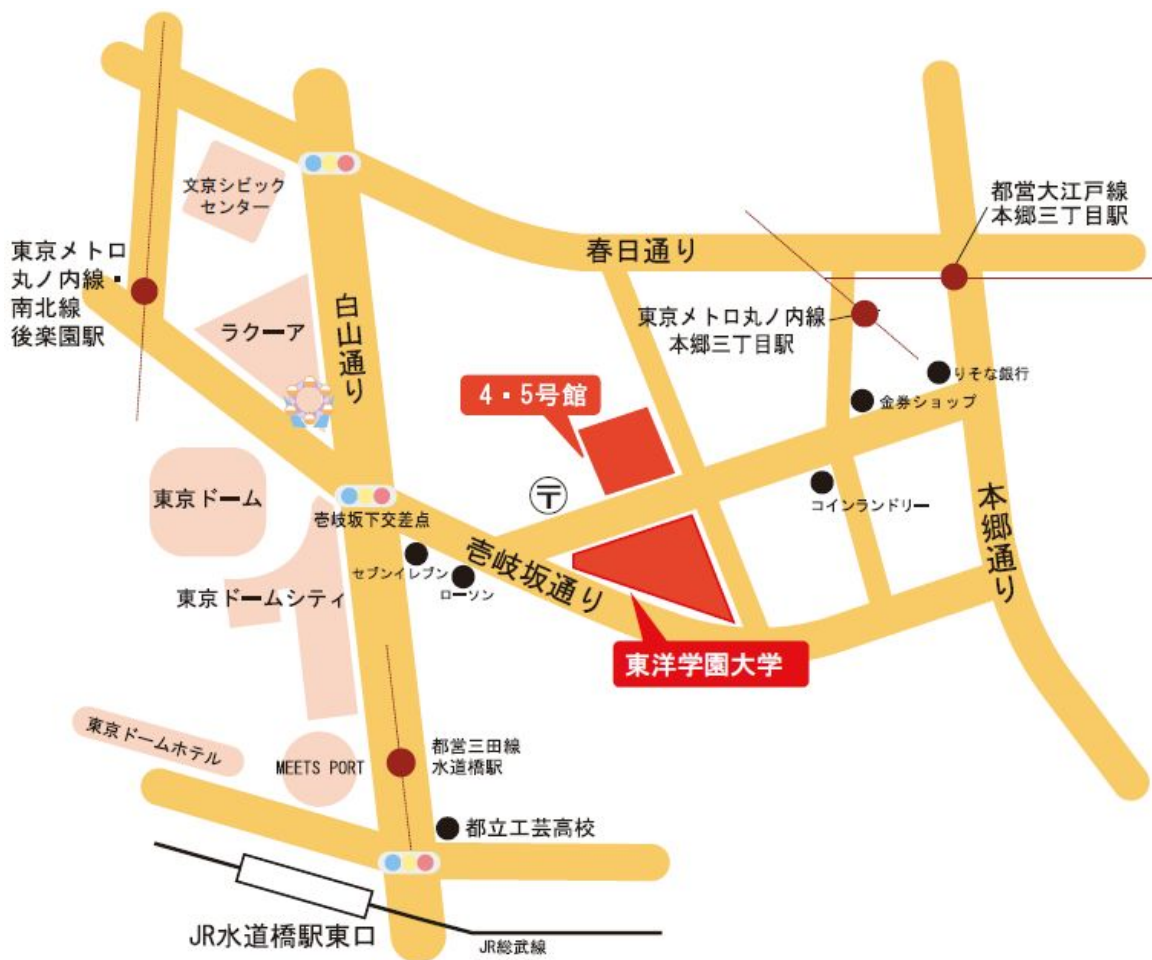 文京シビック
センター
都営大江戸線
本郷三丁目駅
春日通り
東京メトロ
丸ノ内線・
南北線
後楽園駅
白山通り
ラクーア
東京メトロ丸ノ内線
本郷三丁目駅
りそな銀行
金券ショップ
4・5号館
東京ドーム
〒
コインランドリー
本郷通り
壱岐坂下交差点
セブンイレブン
ローソン
壱岐坂通り
東京ドームシティ
東洋学園大学
東京ドームホテル
MEETS PORT
都営三田線
水道橋駅
都立工芸高校
JR水道橋駅東口
JR総武線